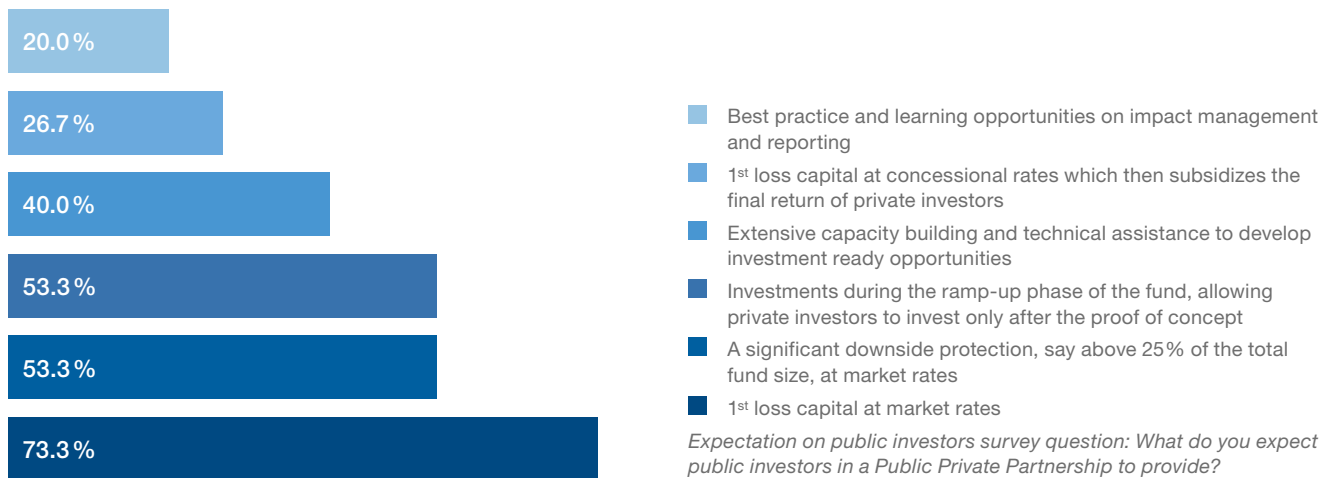 20.0 %
26.7 %
40.0 %
53.3 %
53.3 %
73.3 %
Best practice and learning opportunities on impact management
and reporting
1st loss capital at concessional rates which then subsidizes the
final return of private investors
Extensive capacity building and technical assistance to develop
investment ready opportunities
Investments during the ramp-up phase of the fund, allowing
private investors to invest only after the proof of concept
A significant downside protection, say above 25% of the total
fund size, at market rates
1st loss capital at market rates
Expectation on public investors survey question: What do you expect
public investors in a Public Private Partnership to provide?